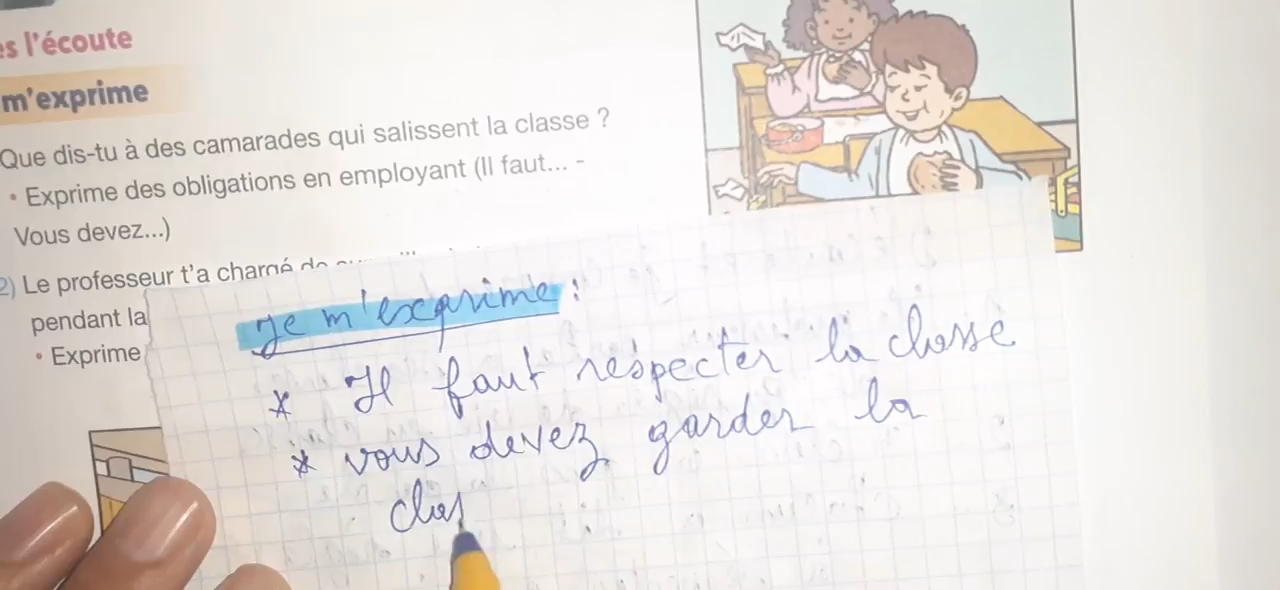 s l'écoute
m'exprime
Que dis-tu à des camarades qui salissent la classe ?
• Exprime des obligations en employant (Il faut... -
Vous devez...)
2) Le professeur t'a chargé de
pendant la
• Exprime
Je m'exprime :
* Il faut respecter la classe
* vous devez garder la
clas